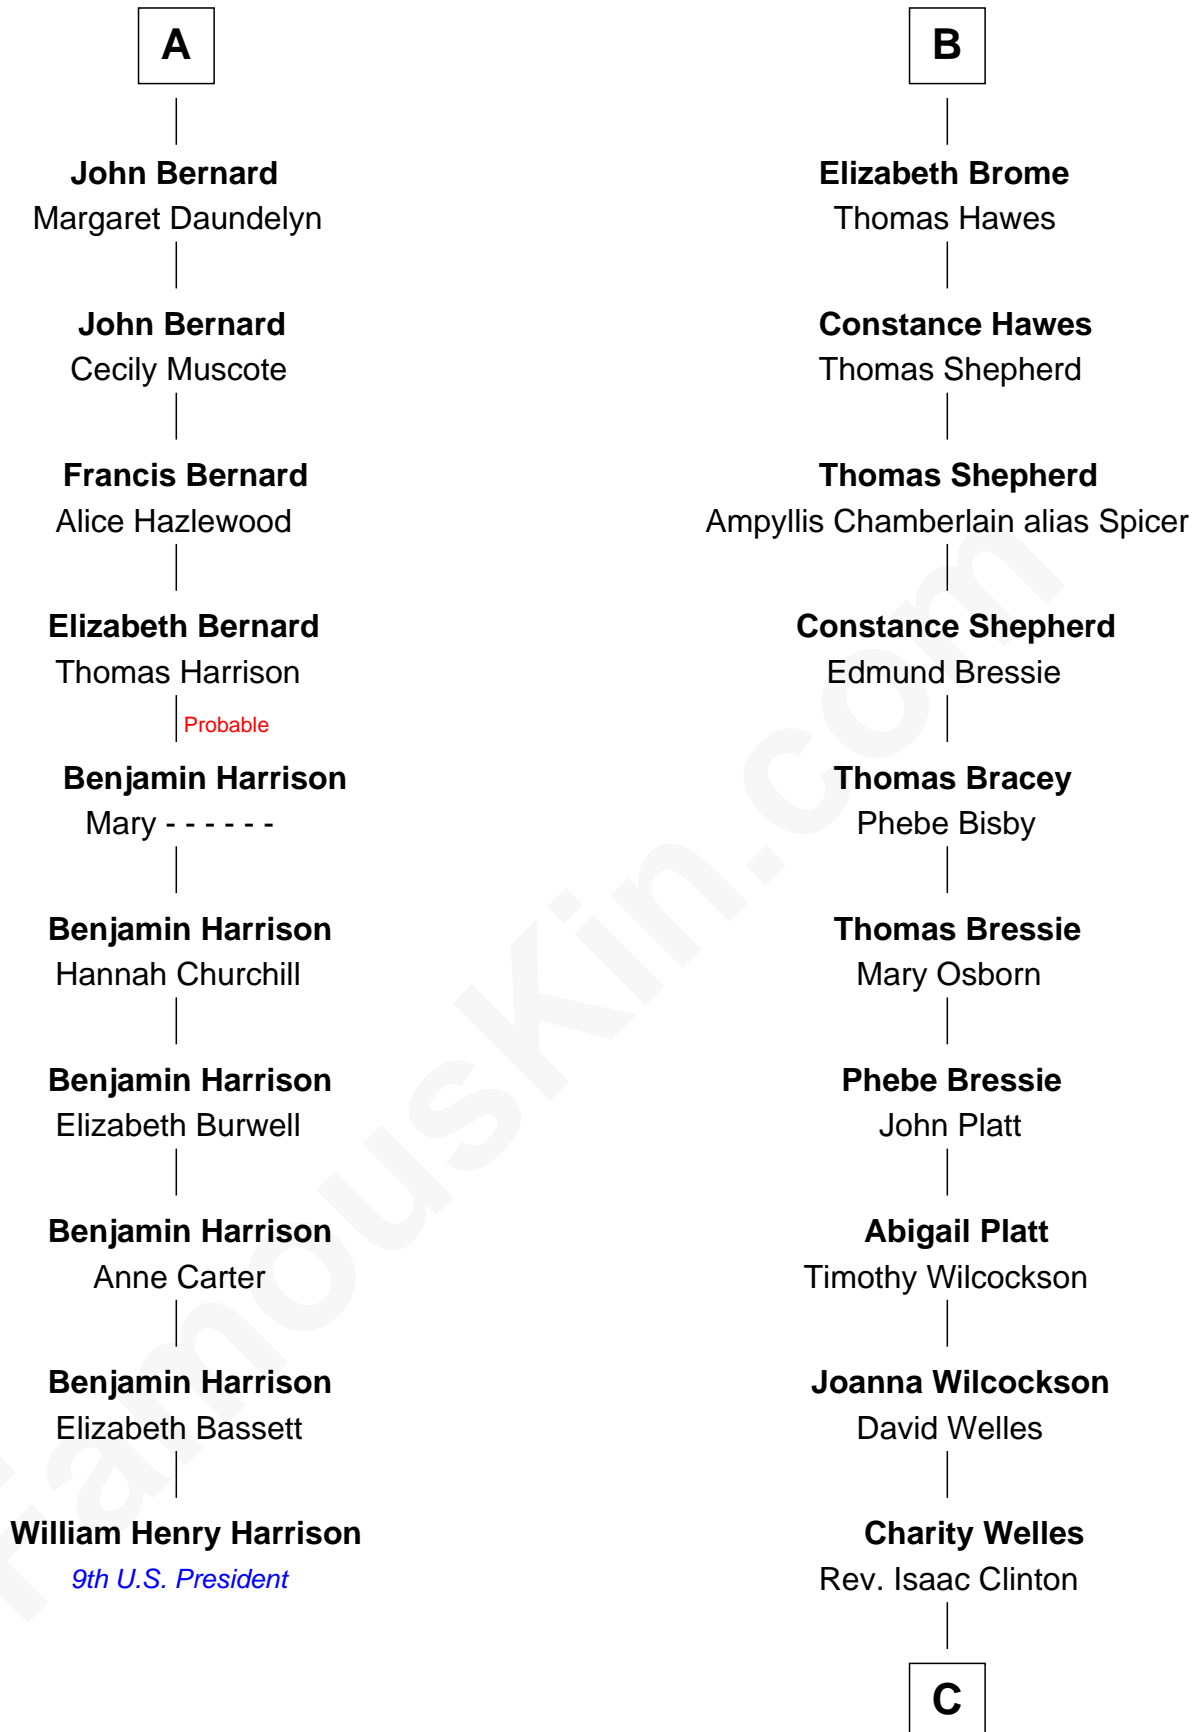 A
John Bernard
Margaret Daundelyn
John Bernard
Cecily Muscote
Francis Bernard
Alice Hazlewood
Elizabeth Bernard
Thomas Harrison
Probable
Benjamin Harrison
Mary - - - - - -
Benjamin Harrison
Hannah Churchill
Benjamin Harrison
Elizabeth Burwell
Benjamin Harrison
Anne Carter
Benjamin Harrison
Elizabeth Bassett
William Henry Harrison
9th U.S. President
B
Elizabeth Brome
Thomas Hawes
Constance Hawes
Thomas Shepherd
Thomas Shepherd
Ampyllis Chamberlain alias Spicer
Constance Shepherd
Edmund Bressie
Thomas Bracey
Phebe Bisby
Thomas Bressie
Mary Osborn
Phebe Bressie
John Platt
Abigail Platt
Timothy Wilcockson
Joanna Wilcockson
David Welles
Charity Welles
Rev. Isaac Clinton
C
FamousKin.com